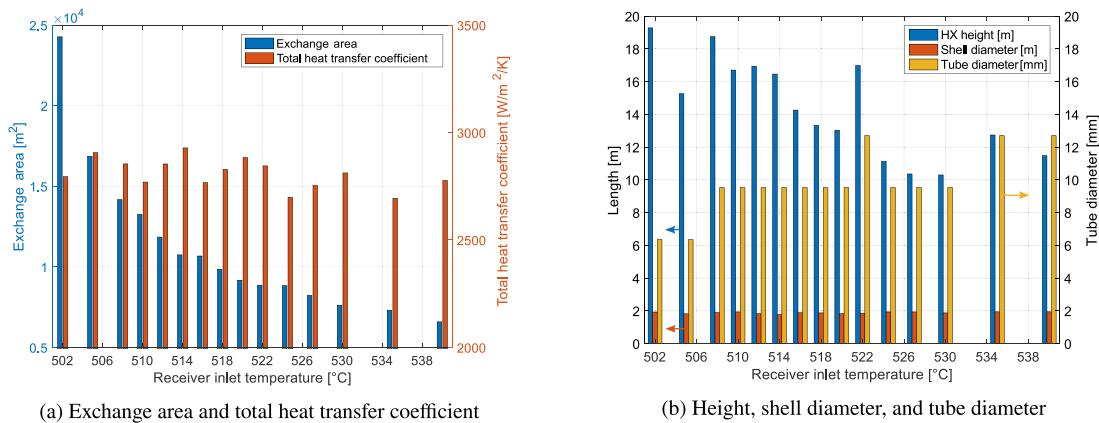 ×10⁴
2.5
2
1.5
1
0.5
Exchange area [m²]
3500
3000
2500
2000
Total heat transfer coefficient [W/m²/K]
Exchange area
Total heat transfer coefficient
502 506 510 514 518 522 526 530 534 538
Receiver inlet temperature [°C]
(a) Exchange area and total heat transfer coefficient
20
18
16
14
12
10
8
6
4
2
0
Length [m]
20
18
16
14
12
10
8
6
4
2
0
Tube diameter [mm]
HX height [m]
Shell diameter [m]
Tube diameter [mm]
502 506 510 514 518 522 526 530 534 538
Receiver inlet temperature [°C]
(b) Height, shell diameter, and tube diameter